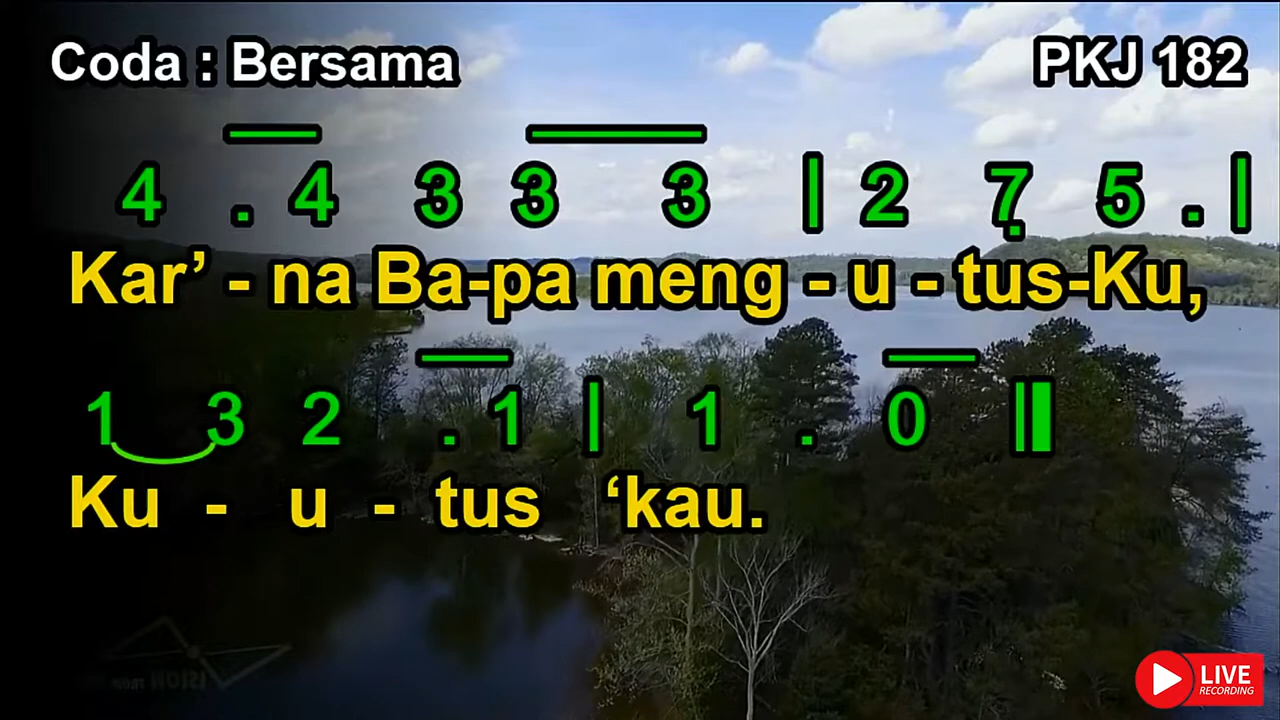 Coda : Bersama
PKJ 182
4 . 4 3 3 3 | 2 7̣ 5 . |
Kar’ - na Ba-pa meng - u - tus-Ku,
1 3 2 . 1 | 1 . 0 ||
Ku - u - tus ‘kau.
LIVE
RECORDING